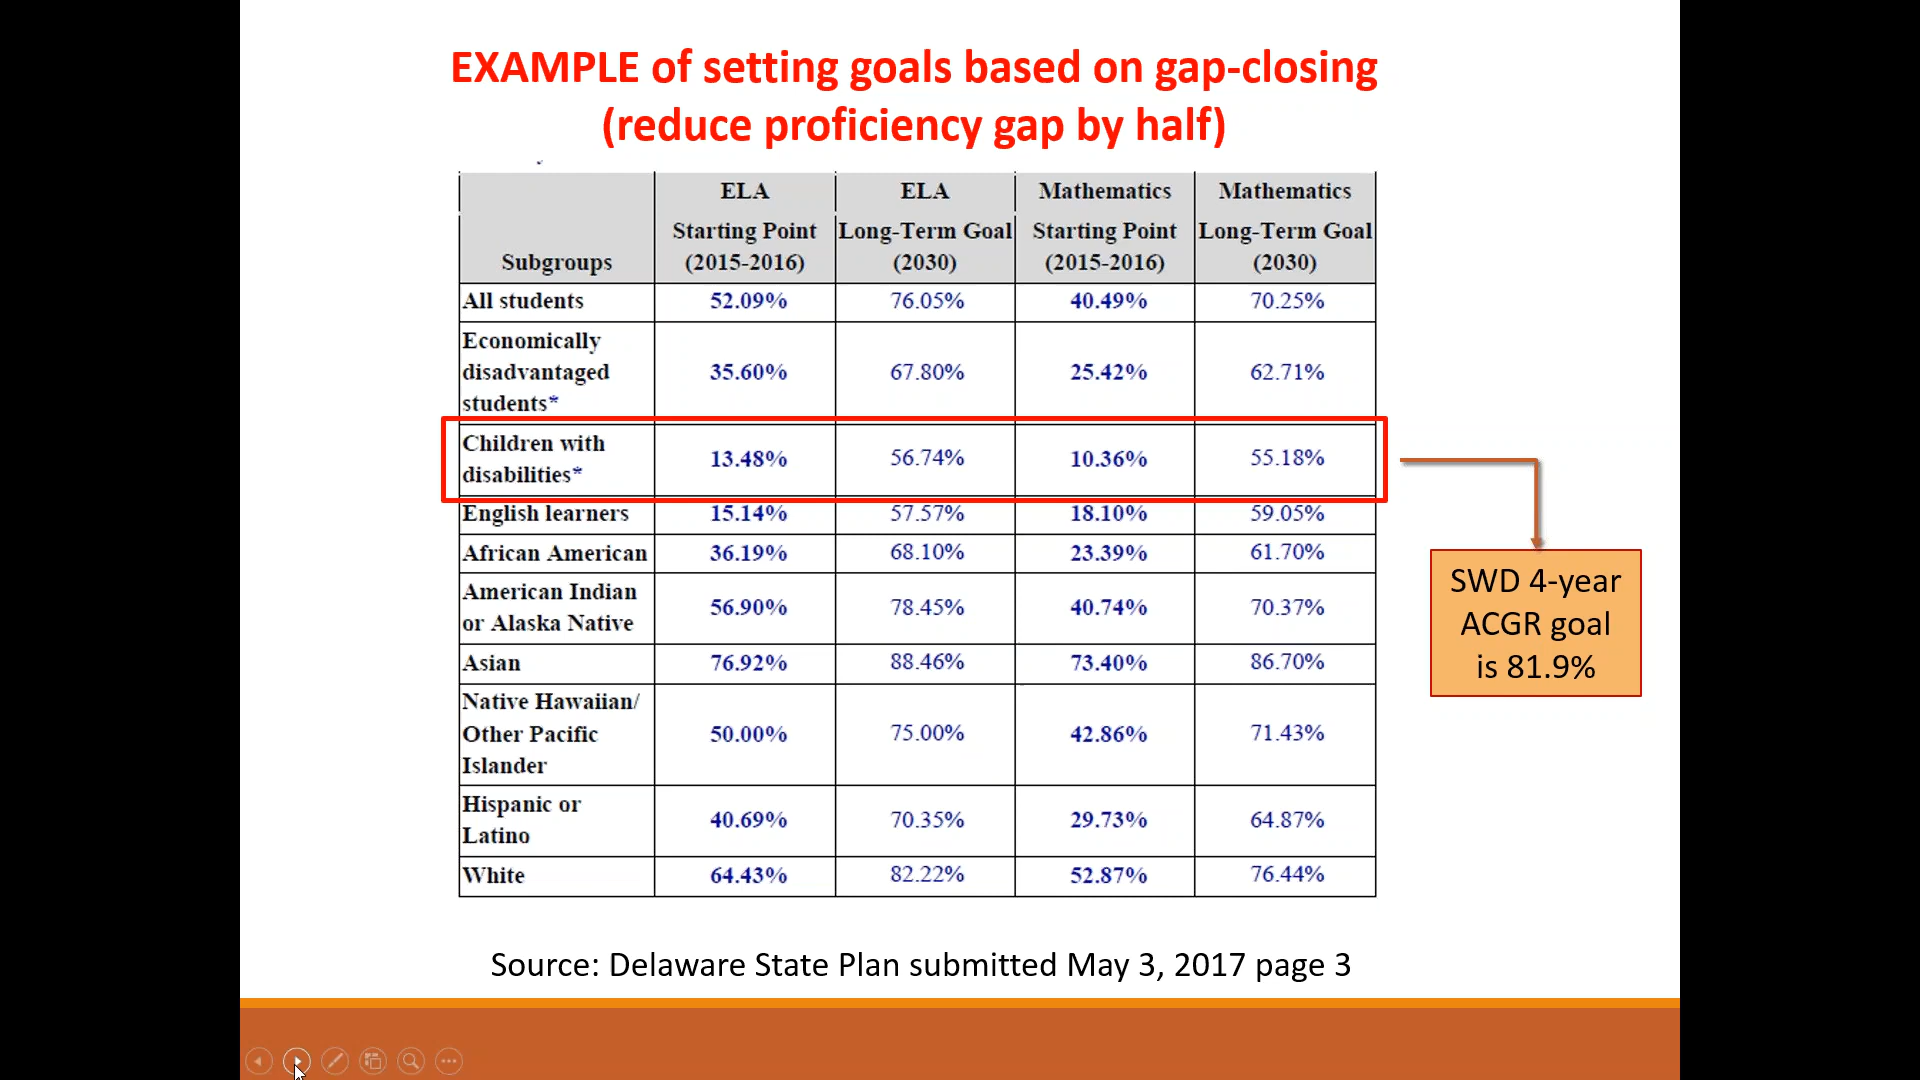 EXAMPLE of setting goals based on gap-closing
(reduce proficiency gap by half)
Subgroups
ELA
Starting Point
(2015-2016)
ELA
Long-Term Goal
(2030)
Mathematics
Starting Point
(2015-2016)
Mathematics
Long-Term Goal
(2030)
All students 52.09% 76.05% 40.49% 70.25%
Economically
disadvantaged
students*
35.60% 67.80% 25.42% 62.71%
Children with
disabilities*
13.48% 56.74% 10.36% 55.18%
English learners 15.14% 57.57% 18.10% 59.05%
African American 36.19% 68.10% 23.39% 61.70%
American Indian
or Alaska Native
56.90% 78.45% 40.74% 70.37%
Asian 76.92% 88.46% 73.40% 86.70%
Native Hawaiian/
Other Pacific
Islander
50.00% 75.00% 42.86% 71.43%
Hispanic or
Latino
40.69% 70.35% 29.73% 64.87%
White 64.43% 82.22% 52.87% 76.44%
SWD 4-year
ACGR goal
is 81.9%
Source: Delaware State Plan submitted May 3, 2017 page 3